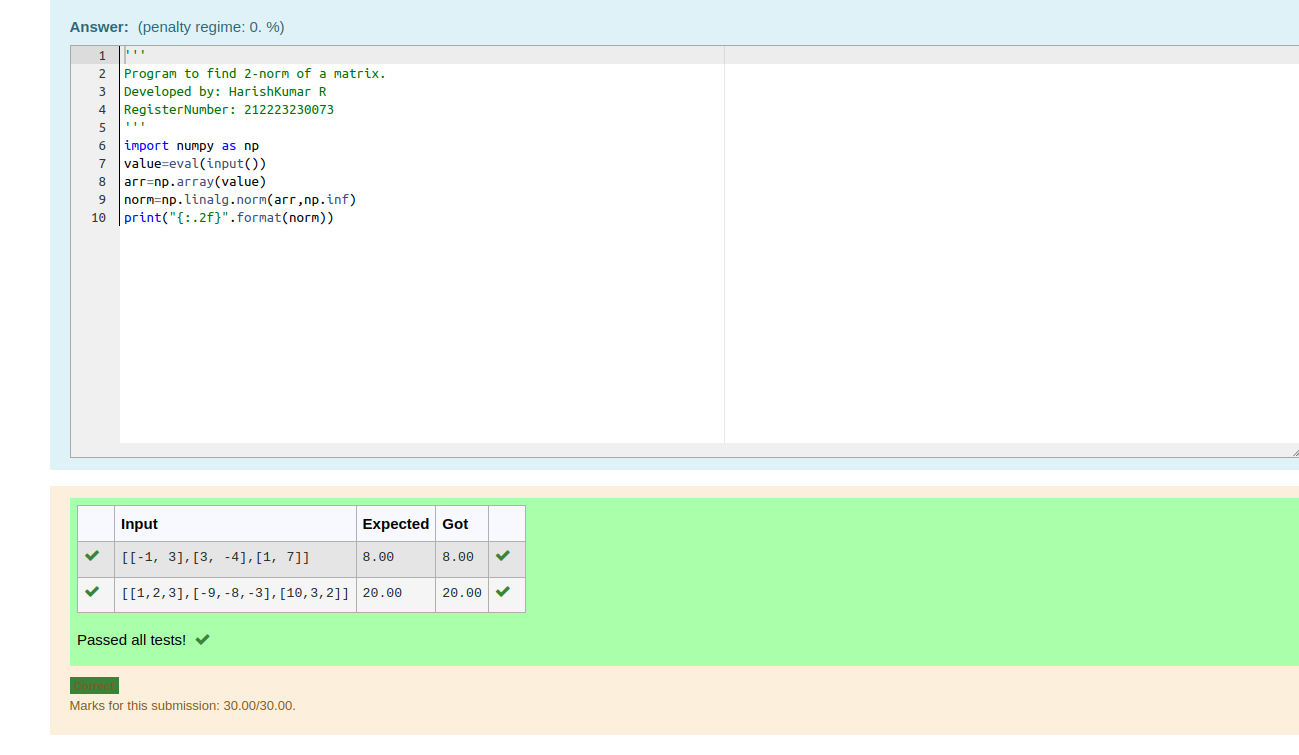 Answer: (penalty regime: 0. %)
1 '''
2 Program to find 2-norm of a matrix.
3 Developed by: HarishKumar R
4 RegisterNumber: 212223230073
5 '''
6 import numpy as np
7 value=eval(input())
8 arr=np.array(value)
9 norm=np.linalg.norm(arr,np.inf)
10 print("{:.2f}".format(norm))
Input Expected Got
[[-1, 3],[3, -4],[1, 7]] 8.00 8.00
[[1,2,3],[-9,-8,-3],[10,3,2]] 20.00 20.00
Passed all tests!
Correct
Marks for this submission: 30.00/30.00.